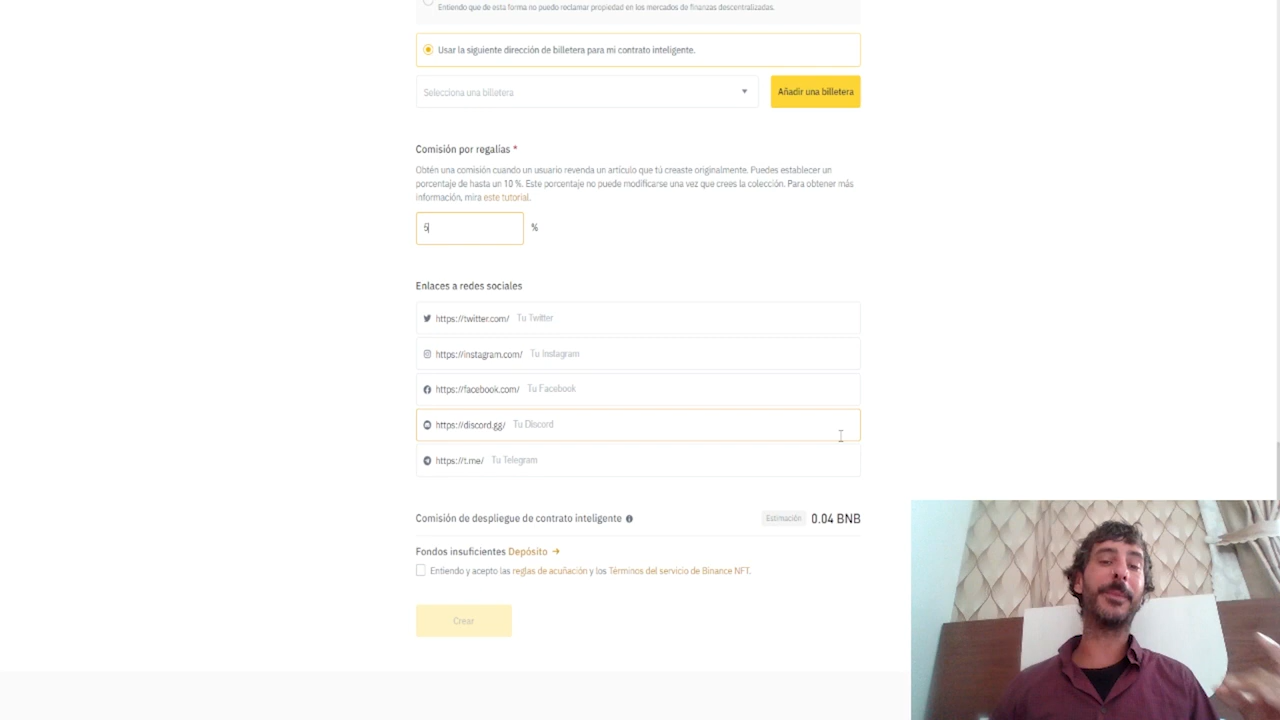 Entiendo que de esta forma no puedo reclamar propiedad en los mercados de finanzas descentralizadas.
Usar la siguiente dirección de billetera para mi contrato inteligente.
Selecciona una billetera
Añadir una billetera
Comisión por regalías *
Obtén una comisión cuando un usuario revenda un artículo que tú creaste originalmente. Puedes establecer un
porcentaje de hasta un 10 %. Este porcentaje no puede modificarse una vez que crees la colección. Para obtener más
información, mira este tutorial.
5 %
Enlaces a redes sociales
https://twitter.com/ Tu Twitter
https://instagram.com/ Tu Instagram
https://facebook.com/ Tu Facebook
https://discord.gg/ Tu Discord
https://t.me/ Tu Telegram
Comisión de despliegue de contrato inteligente Estimación 0.04 BNB
Fondos insuficientes Depósito →
Entiendo y acepto las reglas de acuñación y los Términos del servicio de Binance NFT.
Crear